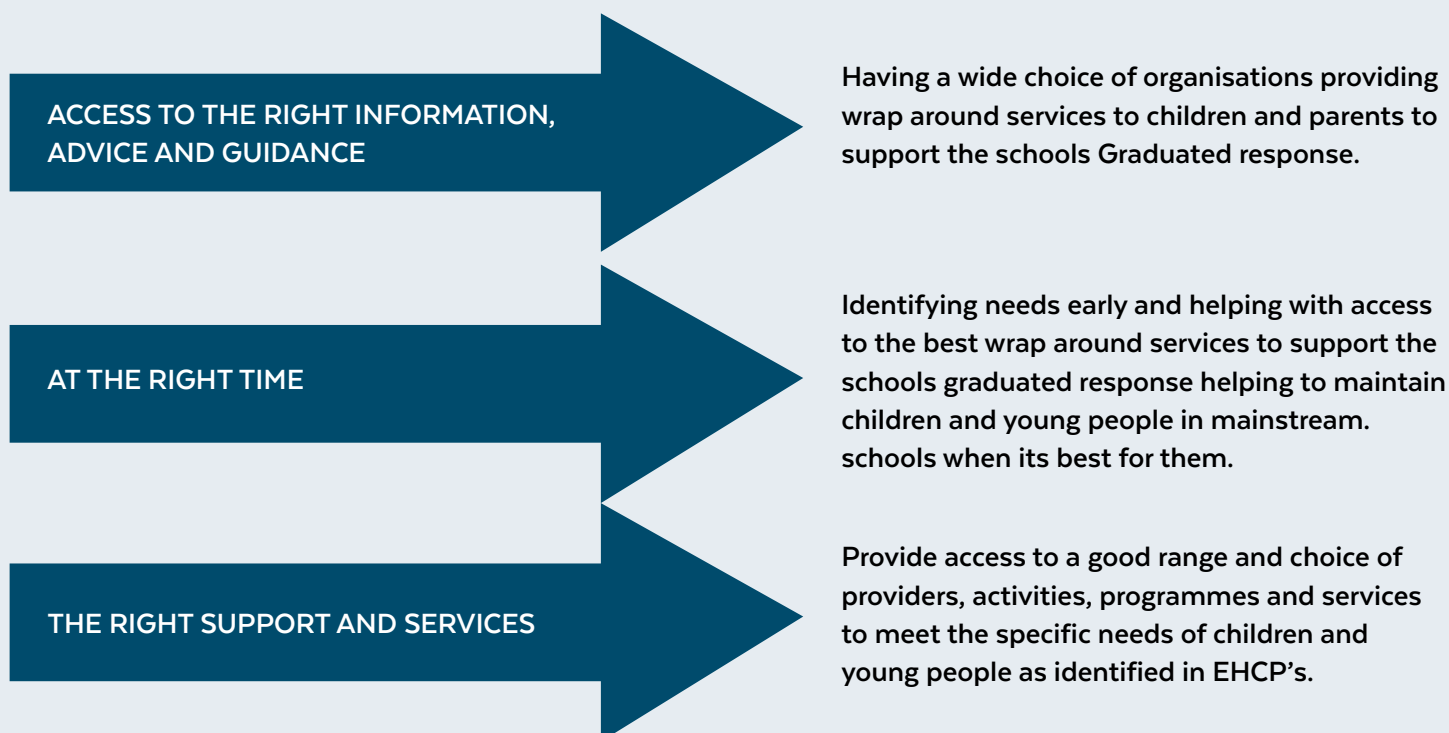 ACCESS TO THE RIGHT INFORMATION,
ADVICE AND GUIDANCE
Having a wide choice of organisations providing
wrap around services to children and parents to
support the schools Graduated response.
AT THE RIGHT TIME
Identifying needs early and helping with access
to the best wrap around services to support the
schools graduated response helping to maintain
children and young people in mainstream.
schools when its best for them.
THE RIGHT SUPPORT AND SERVICES
Provide access to a good range and choice of
providers, activities, programmes and services
to meet the specific needs of children and
young people as identified in EHCP’s.